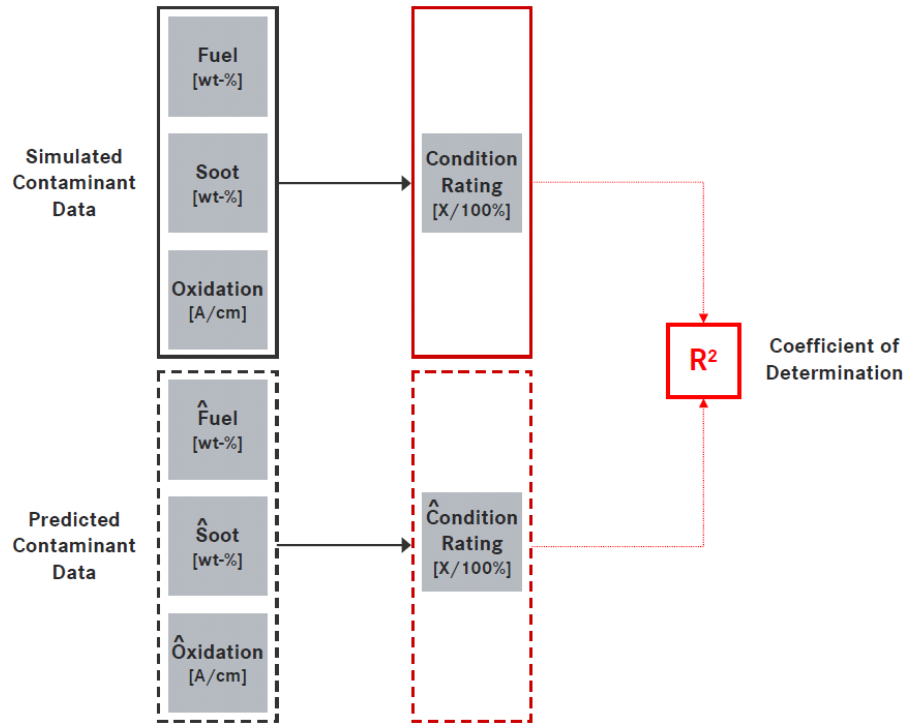 Simulated
Contaminant
Data
Fuel
[wt-%]
Soot
[wt-%]
Oxidation
[A/cm]
Condition
Rating
[X/100%]
R²
Coefficient of
Determination
Predicted
Contaminant
Data
F̂uel
[wt-%]
Ŝoot
[wt-%]
Ôxidation
[A/cm]
Ĉondition
Rating
[X/100%]